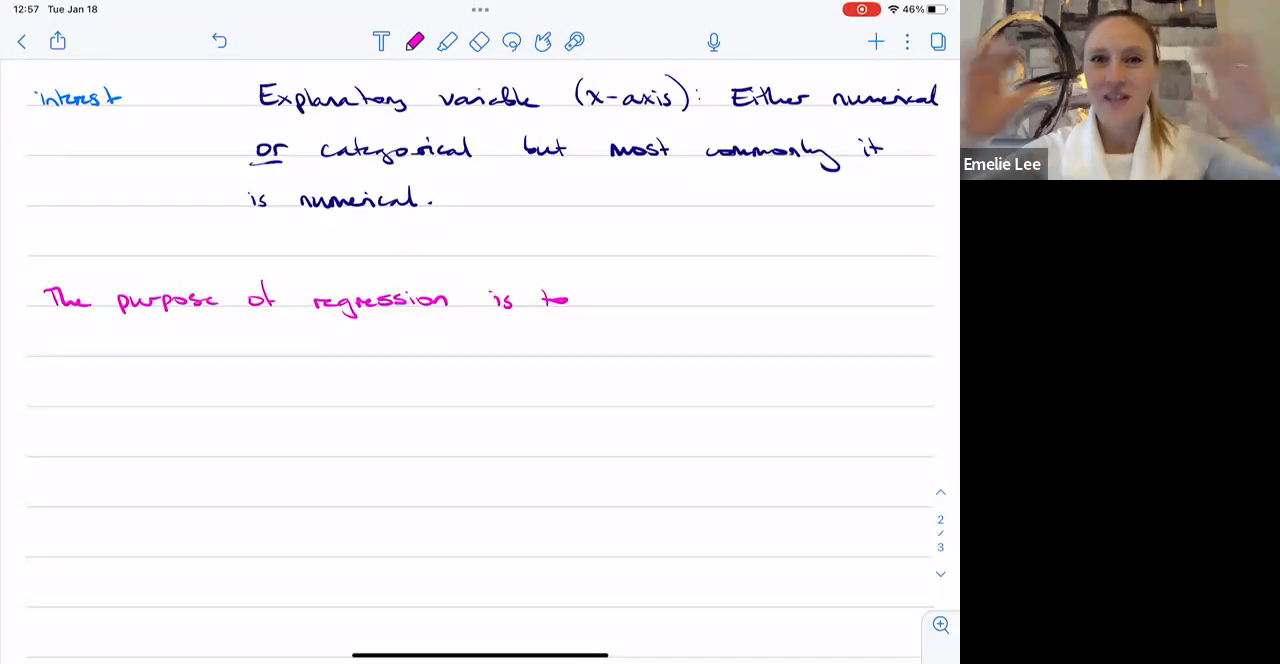 12:57 Tue Jan 18
46%
interest Explanatory variable (x-axis): Either numerical
or categorical but most commonly it
is numerical.
The purpose of regression is to
2
/
3
Emelie Lee